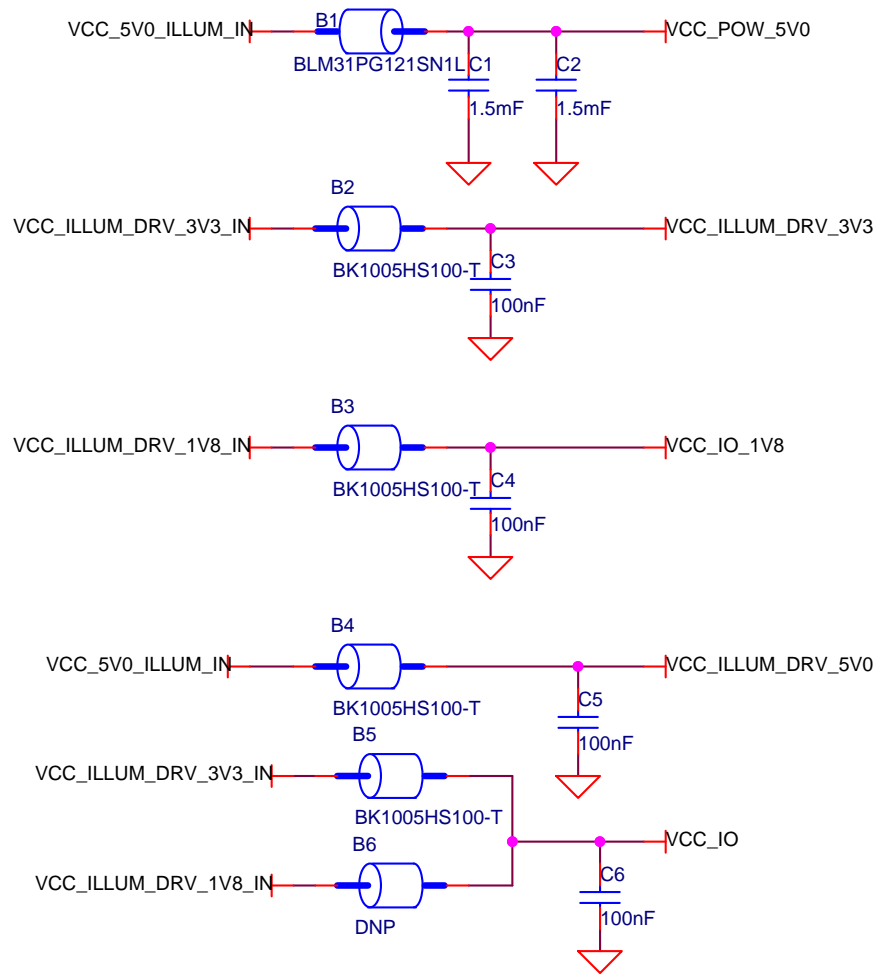 B1
VCC_5V0_ILLUM_IN
VCC_POW_5V0
BLM31PG121SN1L
C1
C2
1.5mF
1.5mF
B2
VCC_ILLUM_DRV_3V3_IN
VCC_ILLUM_DRV_3V3
BK1005HS100-T
C3
100nF
B3
VCC_ILLUM_DRV_1V8_IN
VCC_IO_1V8
BK1005HS100-T
C4
100nF
B4
VCC_5V0_ILLUM_IN
VCC_ILLUM_DRV_5V0
BK1005HS100-T
C5
100nF
B5
VCC_ILLUM_DRV_3V3_IN
BK1005HS100-T
B6
VCC_IO
VCC_ILLUM_DRV_1V8_IN
C6
100nF
DNP